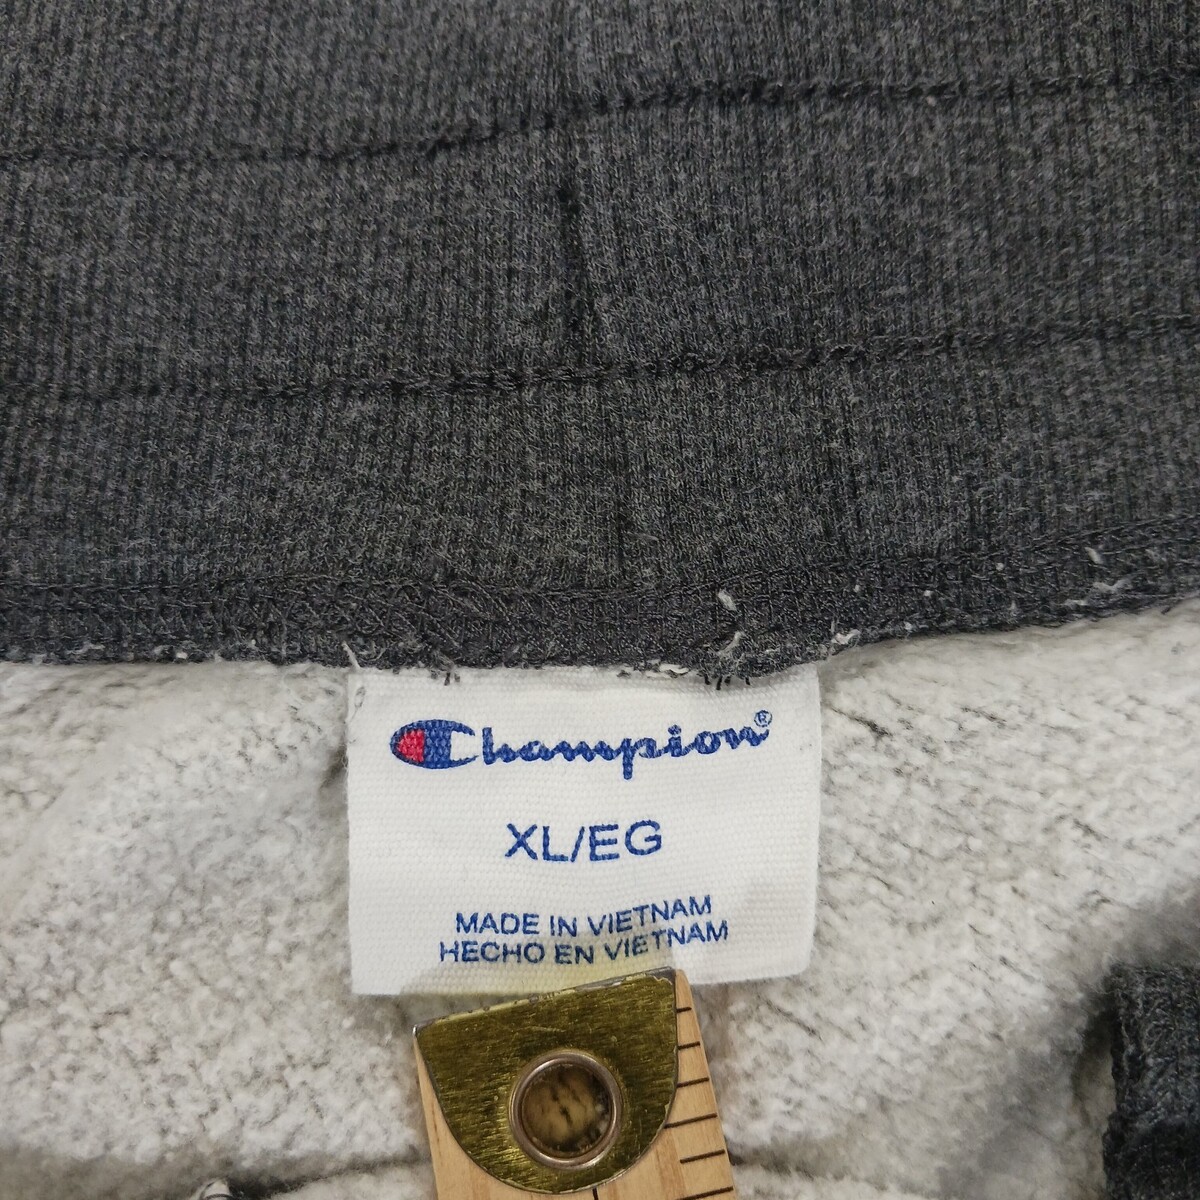 Champion®
XL/EG
MADE IN VIETNAM
HECHO EN VIETNAM